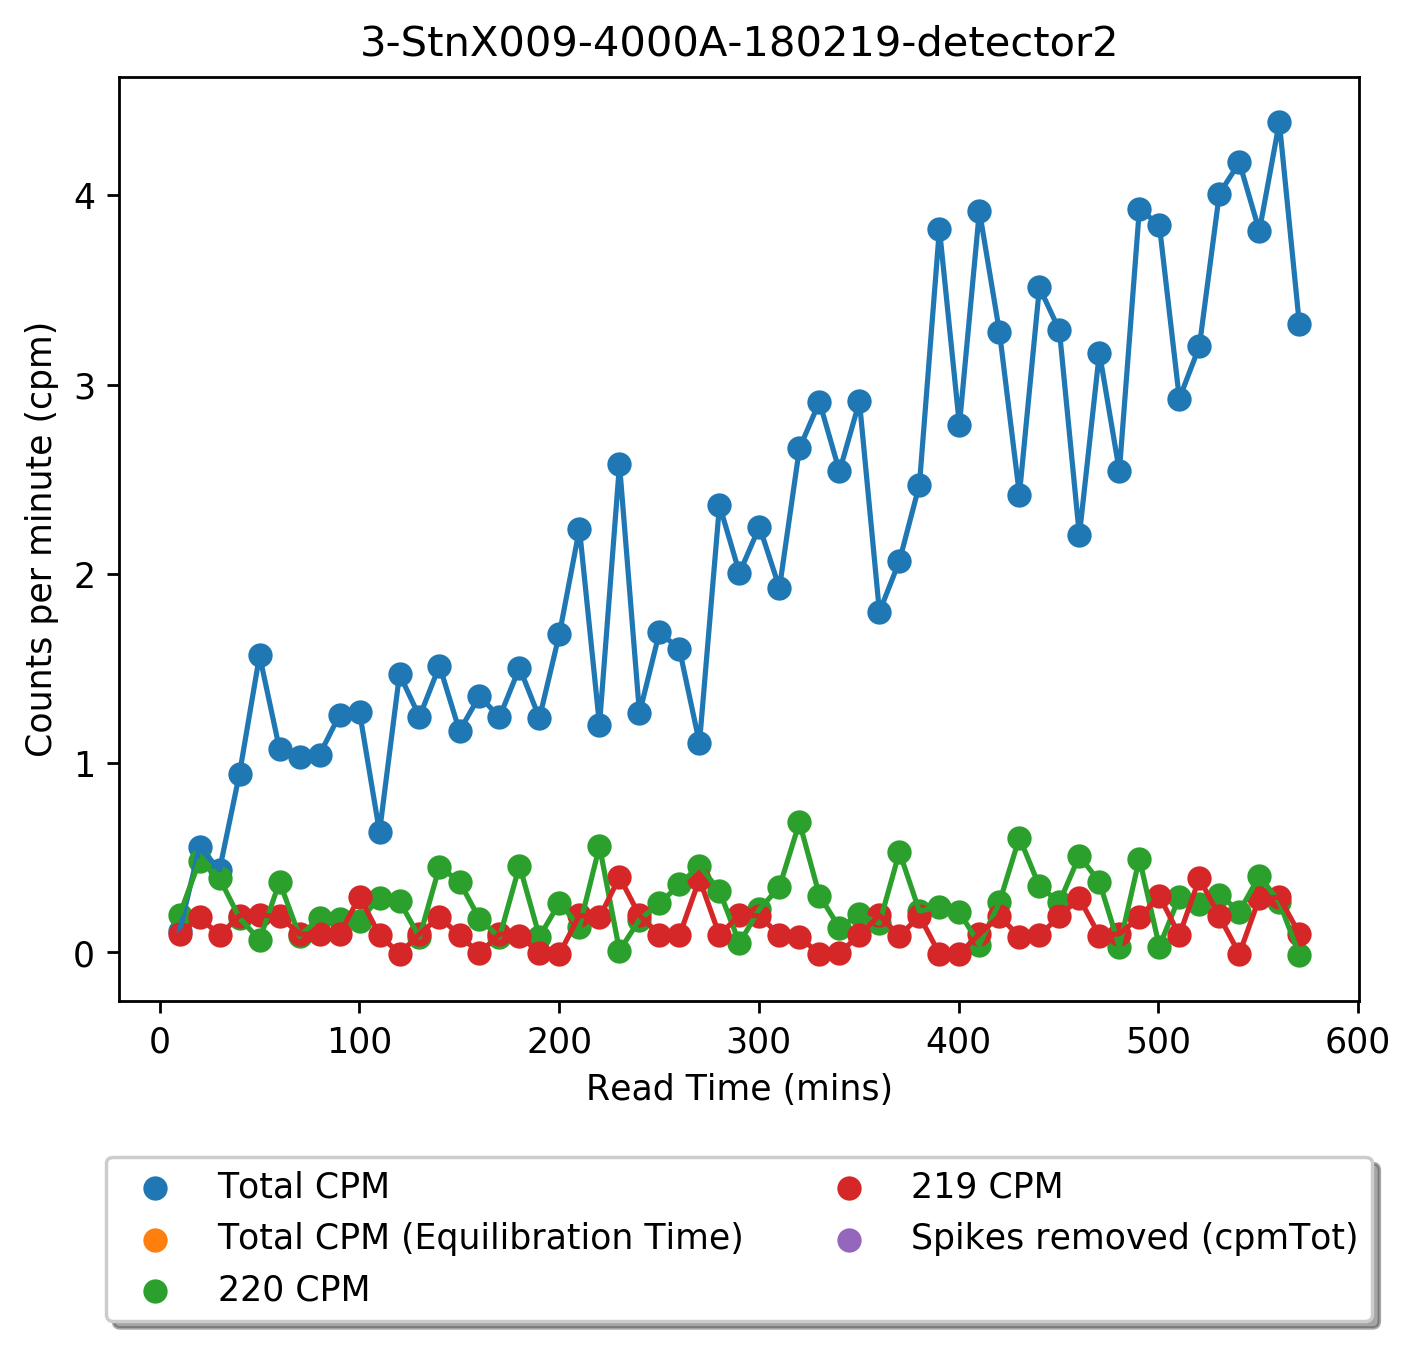 3-StnX009-4000A-180219-detector2
Counts per minute (cpm)
4
3
2
1
0
0 100 200 300 400 500 600
Read Time (mins)
Total CPM
Total CPM (Equilibration Time)
220 CPM
219 CPM
Spikes removed (cpmTot)